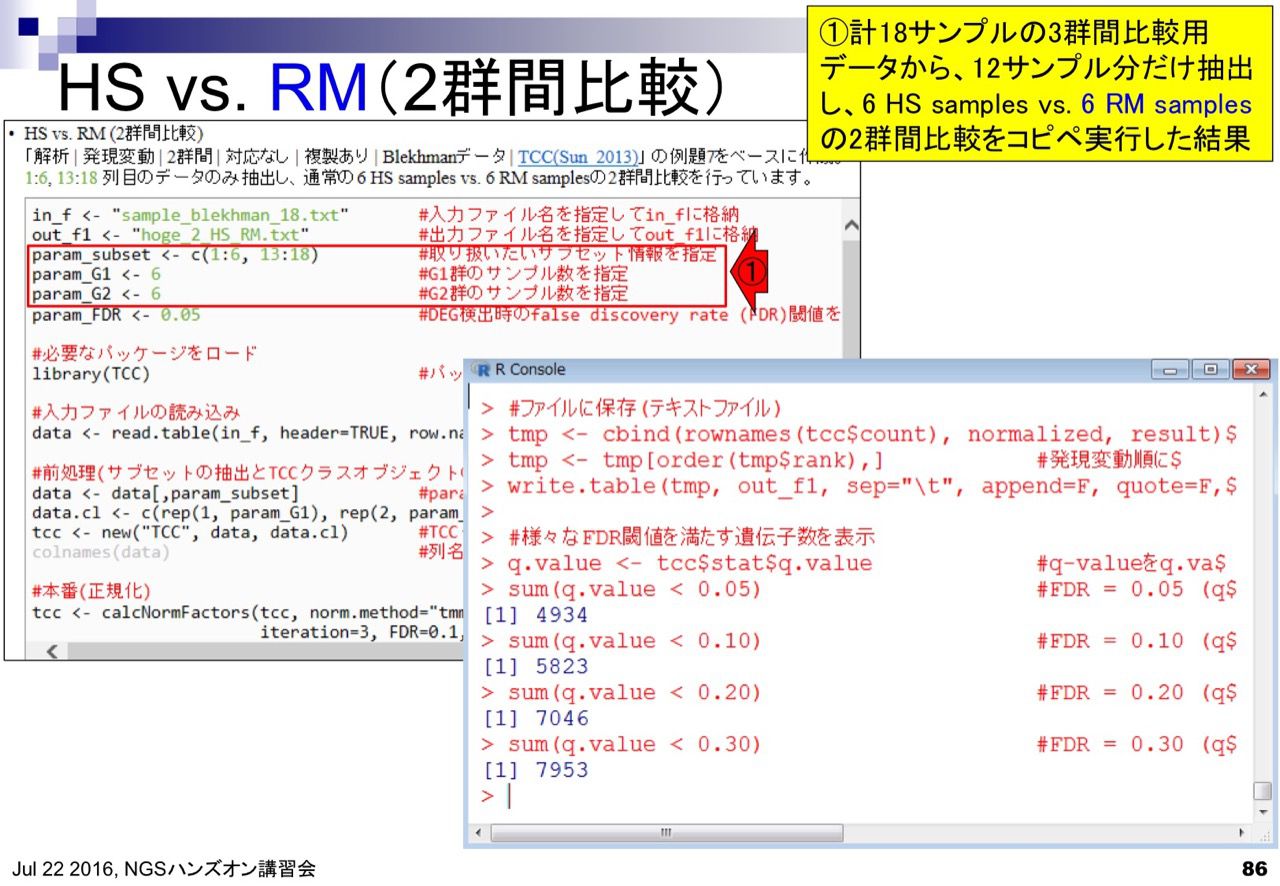 HS vs. RM(2群間比較)
①計18サンプルの3群間比較用
データから、12サンプル分だけ抽出
し、6 HS samples vs. 6 RM samples
の2群間比較をコピペ実行した結果
• HS vs. RM (2群間比較)
「解析 | 発現変動 | 2群間 | 対応なし | 複製あり | Blekhmanデータ | TCC(Sun_2013)」の例題7をベースに
1:6, 13:18 列目のデータのみ抽出し、通常の6 HS samples vs. 6 RM samplesの2群間比較を行っています。
in_f <- "sample_blekhman_18.txt" #入力ファイル名を指定してin_fに格納
out_f1 <- "hoge_2_HS_RM.txt" #出力ファイル名を指定してout_f1に格納
param_subset <- c(1:6, 13:18) #取り扱いたいサブセット情報を指定
param_G1 <- 6 #G1群のサンプル数を指定
param_G2 <- 6 #G2群のサンプル数を指定
①
param_FDR <- 0.05 #DEG検出時のfalse discovery rate (FDR)閾値を
#必要なパッケージをロード
library(TCC) #パッ
#入力ファイルの読み込み
data <- read.table(in_f, header=TRUE, row.na
#前処理(サブセットの抽出とTCCクラスオブジェクト
data <- data[,param_subset] #para
data.cl <- c(rep(1, param_G1), rep(2, param_
tcc <- new("TCC", data, data.cl) #TCC
colnames(data) #列名
#本番(正規化)
tcc <- calcNormFactors(tcc, norm.method="tmm
iteration=3, FDR=0.1,
R Console
> #ファイルに保存(テキストファイル)
> tmp <- cbind(rownames(tcc$count), normalized, result)$
> tmp <- tmp[order(tmp$rank),] #発現変動順に$
> write.table(tmp, out_f1, sep="\t", append=F, quote=F,$
>
> #様々なFDR閾値を満たす遺伝子数を表示
> q.value <- tcc$stat$q.value #q-valueをq.va$
> sum(q.value < 0.05) #FDR = 0.05 (q$
[1] 4934
> sum(q.value < 0.10) #FDR = 0.10 (q$
[1] 5823
> sum(q.value < 0.20) #FDR = 0.20 (q$
[1] 7046
> sum(q.value < 0.30) #FDR = 0.30 (q$
[1] 7953
>
Jul 22 2016, NGSハンズオン講習会
86